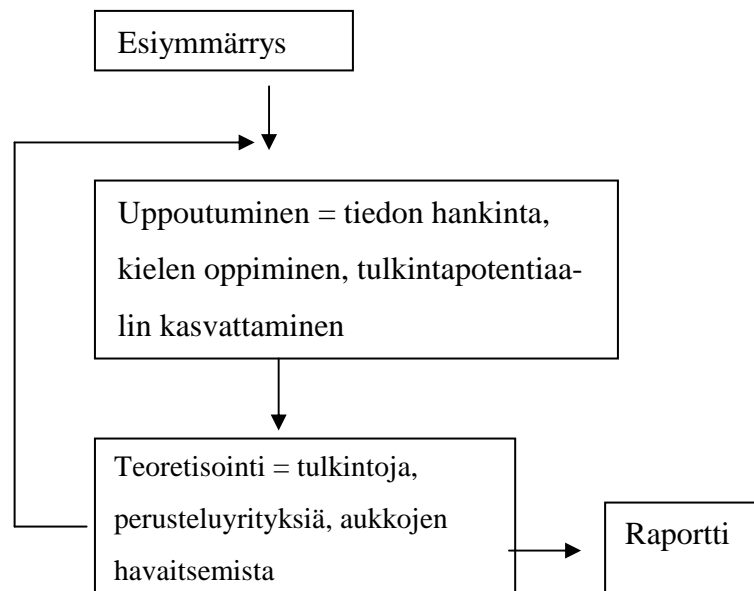 Esiymmärrys
Uppoutuminen = tiedon hankinta,
kielen oppiminen, tulkintapotentiaa-
lin kasvattaminen
Teoretisointi = tulkintoja,
perusteluyrityksiä, aukkojen
havaitsemista
Raportti